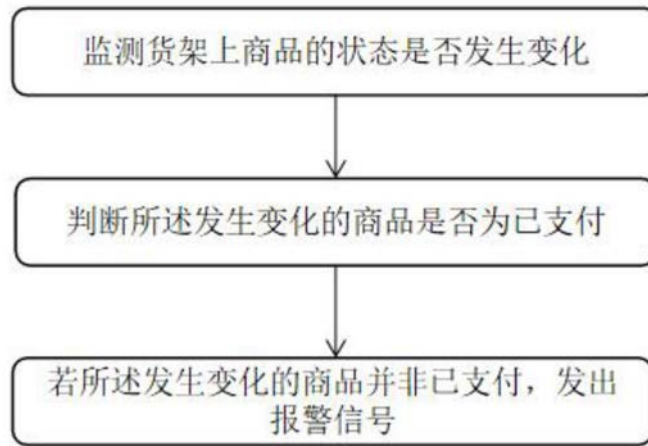 监测货架上商品的状态是否发生变化
判断所述发生变化的商品是否为已支付
若所述发生变化的商品并非已支付，发出
报警信号